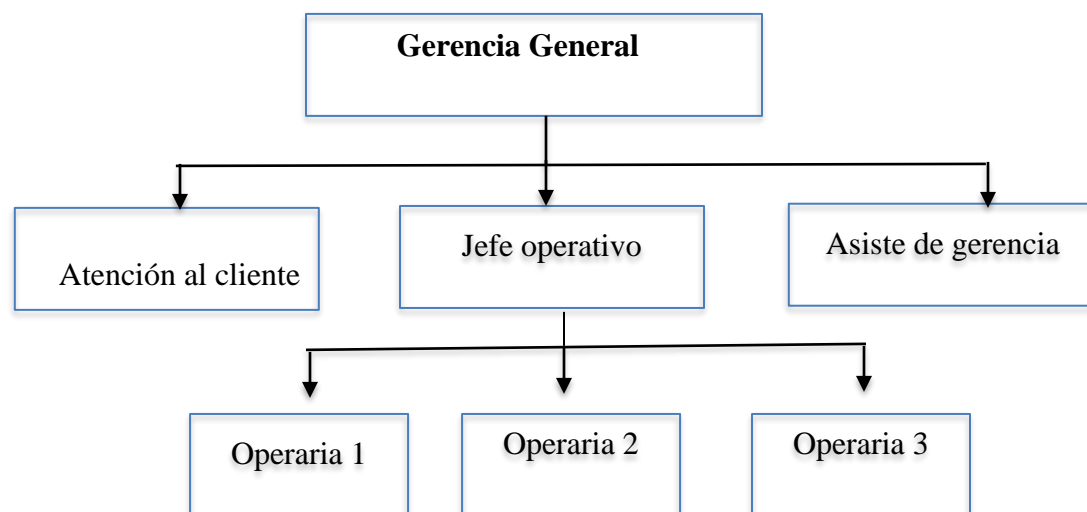 Gerencia General
Atención al cliente
Jefe operativo
Asiste de gerencia
Operaria 1
Operaria 2
Operaria 3